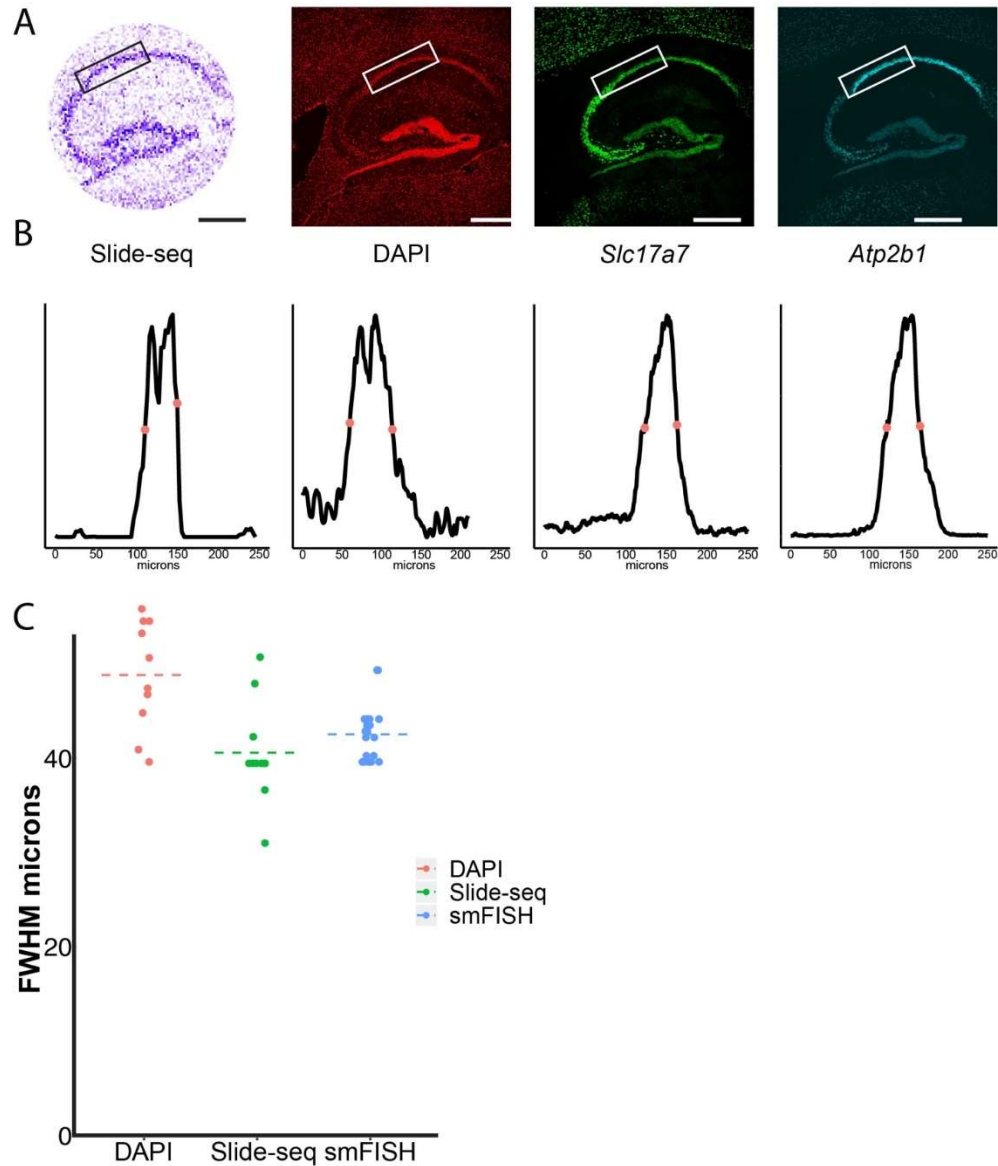 A
B
Slide-seq DAPI Slc17a7 Atp2b1
0 50 100 150 200 250 0 50 100 150 200 250 0 50 100 150 200 250 0 50 100 150 200 250
microns microns microns microns
C
FWHM microns
40
20
0
DAPI
Slide-seq
smFISH
DAPI Slide-seq smFISH